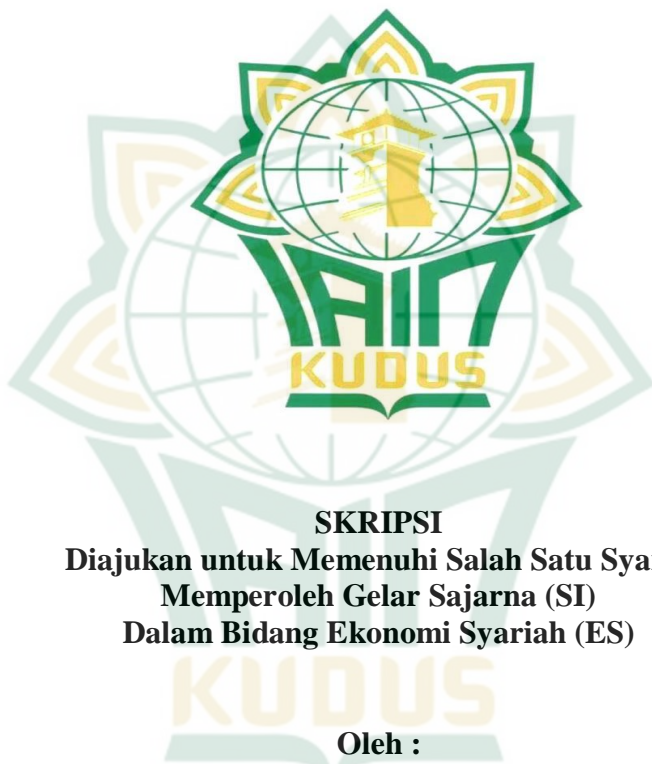 IAIN
KUDUS
SKRIPSI
Diajukan untuk Memenuhi Salah Satu Sya
Memperoleh Gelar Sajarna (SI)
Dalam Bidang Ekonomi Syariah (ES)
KUDUS
Oleh :